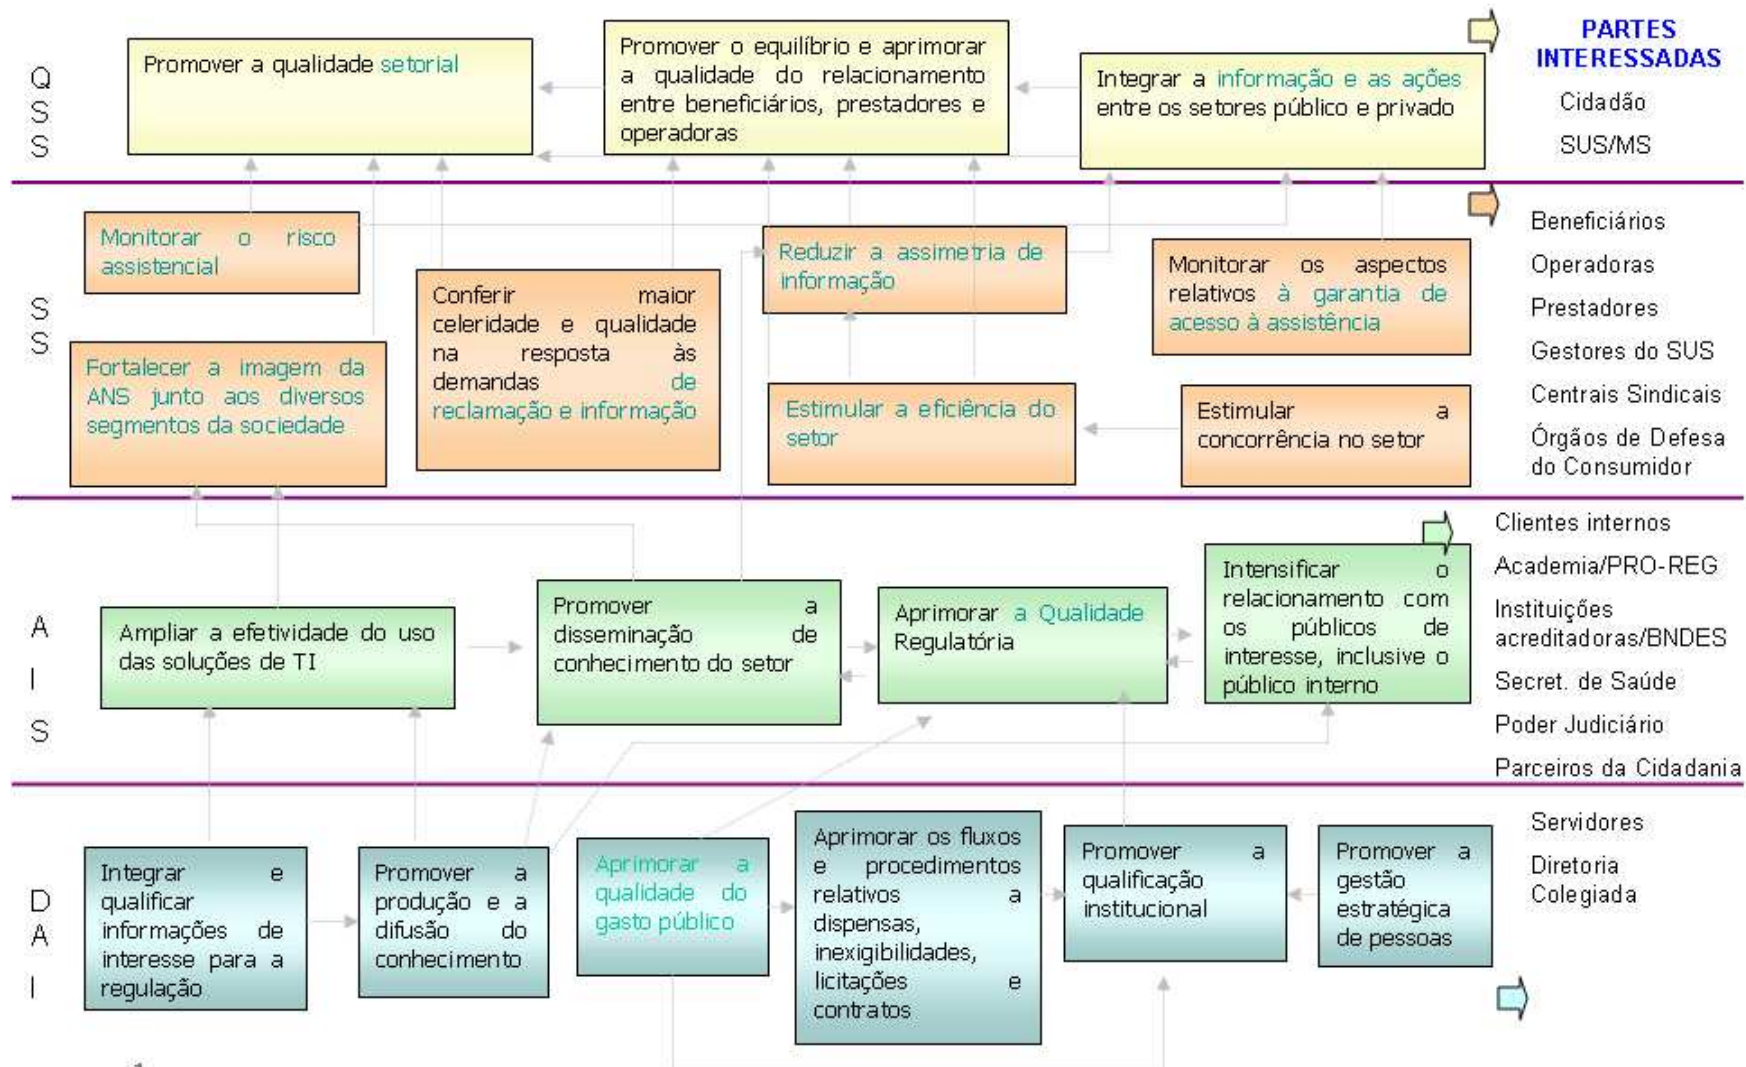 Q
S
S
Promover a qualidade setorial
Promover o equilíbrio e aprimorar
a qualidade do relacionamento
entre beneficiários, prestadores e
operadoras
Integrar a informação e as ações
entre os setores público e privado
PARTES
INTERESSADAS
Cidadão
SUS/MS
S
S
Monitorar o risco
assistencial
Fortalecer a imagem da
ANS junto aos diversos
segmentos da sociedade
Conferir maior
celeridade e qualidade
na resposta às
demandas de
reclamação e informação
Reduzir a assimetria de
informação
Estimular a eficiência do
setor
Monitorar os aspectos
relativos à garantia de
acesso à assistência
Estimular a
concorrência no setor
Beneficiários
Operadoras
Prestadores
Gestores do SUS
Centrais Sindicais
Órgãos de Defesa
do Consumidor
A
I
S
Ampliar a efetividade do uso
das soluções de TI
Promover a
disseminação de
conhecimento do setor
Aprimorar a Qualidade
Regulatória
Intensificar o
relacionamento com
os públicos de
interesse, inclusive o
público interno
Clientes internos
Academia/PRO-REG
Instituições
acreditadoras/BNDES
Secret. de Saúde
Poder Judiciário
Parceiros da Cidadania
D
A
I
Integrar e
qualificar
informações de
interesse para a
regulação
Promover a
produção e a
difusão do
conhecimento
Aprimorar a
qualidade do
gasto público
Aprimorar os fluxos
e procedimentos
relativos a
dispensas,
inexigibilidades,
licitações e
contratos
Promover a
qualificação
institucional
Promover a
gestão
estratégica
de pessoas
Servidores
Diretoria
Colegiada